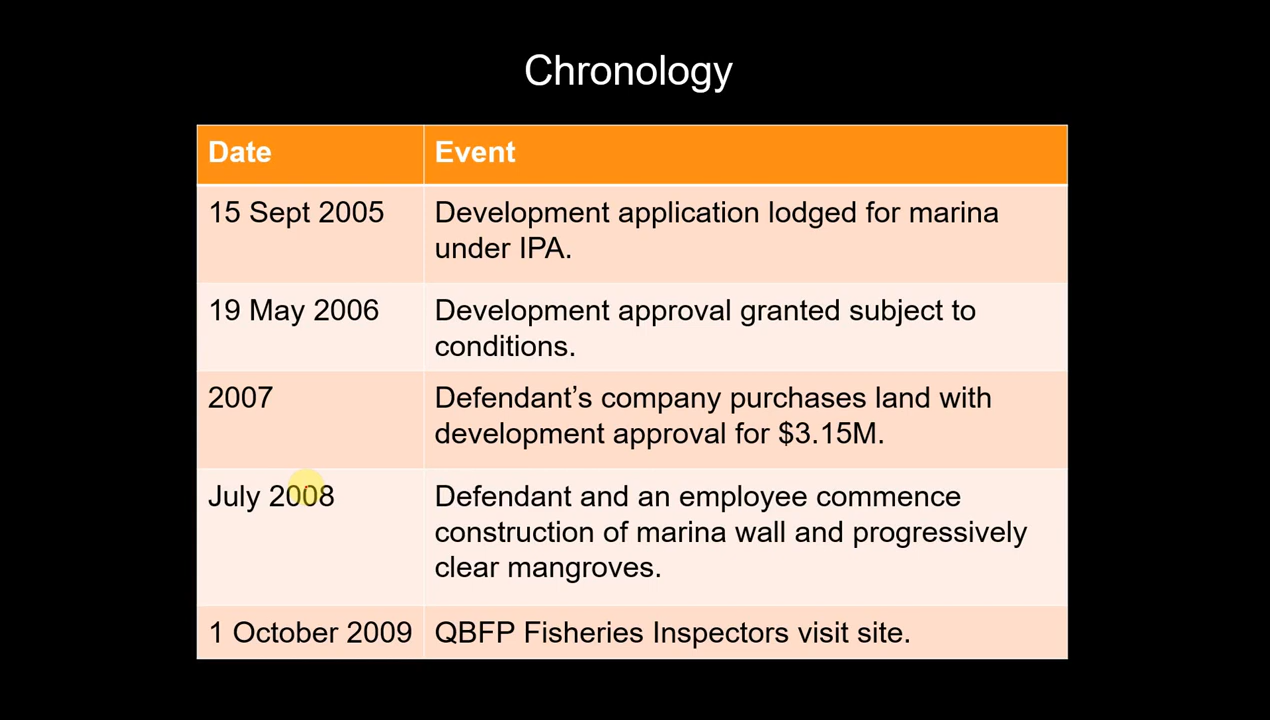 Chronology
Date
Event
15 Sept 2005
Development application lodged for marina
under IPA.
19 May 2006
Development approval granted subject to
conditions.
2007
Defendant’s company purchases land with
development approval for $3.15M.
July 2008
Defendant and an employee commence
construction of marina wall and progressively
clear mangroves.
1 October 2009
QBFP Fisheries Inspectors visit site.